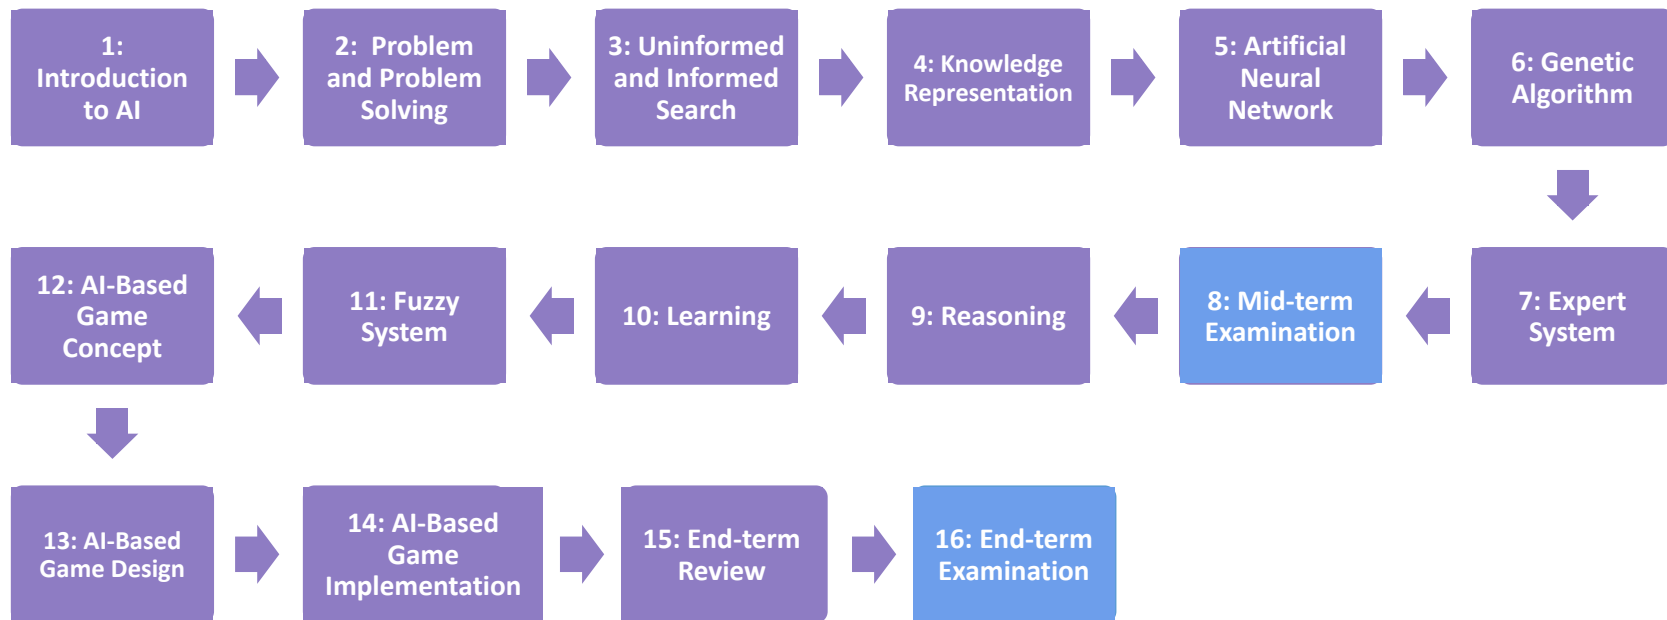 1:
Introduction
to AI
2: Problem
and Problem
Solving
3: Uninformed
and Informed
Search
4: Knowledge
Representation
5: Artificial
Neural
Network
6: Genetic
Algorithm
7: Expert
System
8: Mid-term
Examination
9: Reasoning
10: Learning
11: Fuzzy
System
12: AI-Based
Game
Concept
13: AI-Based
Game Design
14: AI-Based
Game
Implementation
15: End-term
Review
16: End-term
Examination